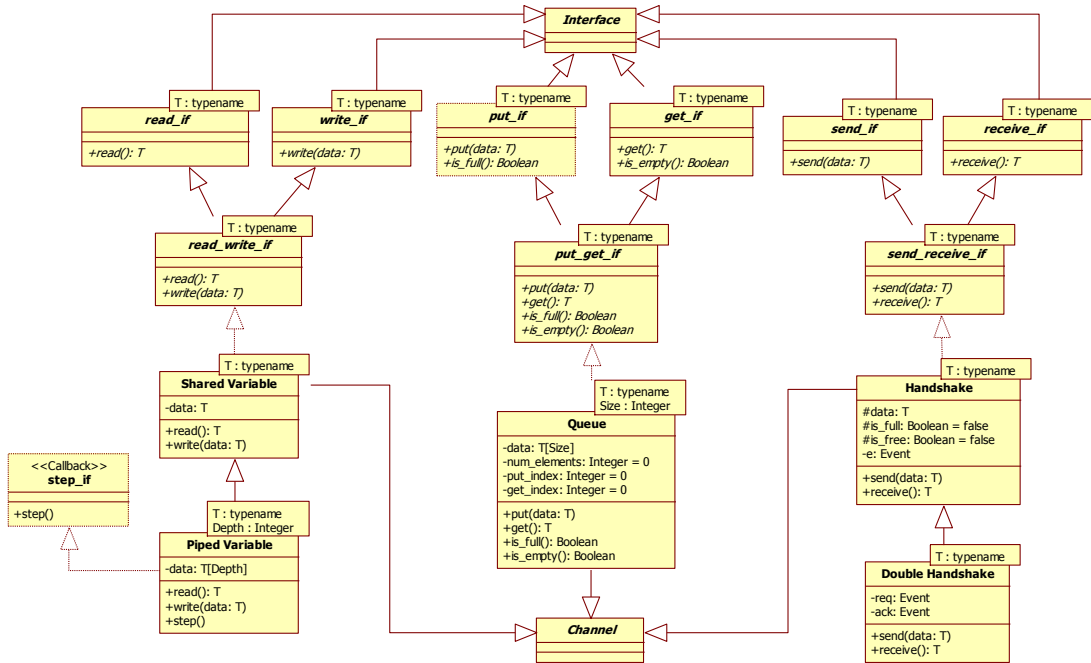 Interface
T : typename
read_if
+read(): T
T : typename
write_if
+write(data: T)
T : typename
put_if
+put(data: T)
+is_full(): Boolean
T : typename
get_if
+get(): T
+is_empty(): Boolean
T : typename
send_if
+send(data: T)
T : typename
receive_if
+receive(): T
T : typename
read_write_if
+read(): T
+write(data: T)
T : typename
put_get_if
+put(data: T)
+get(): T
+is_full(): Boolean
+is_empty(): Boolean
T : typename
send_receive_if
+send(data: T)
+receive(): T
T : typename
Shared Variable
-data: T
+read(): T
+write(data: T)
T : typename
Size : Integer
Queue
-data: T[Size]
-num_elements: Integer = 0
-put_index: Integer = 0
-get_index: Integer = 0
+put(data: T)
+get(): T
+is_full(): Boolean
+is_empty(): Boolean
T : typename
Handshake
#data: T
#is_full: Boolean = false
#is_free: Boolean = false
-e: Event
+send(data: T)
+receive(): T
<<Callback>>
step_if
+step()
T : typename
Depth : Integer
Piped Variable
-data: T[Depth]
+read(): T
+write(data: T)
+step()
T : typename
Double Handshake
-req: Event
-ack: Event
+send(data: T)
+receive(): T
Channel